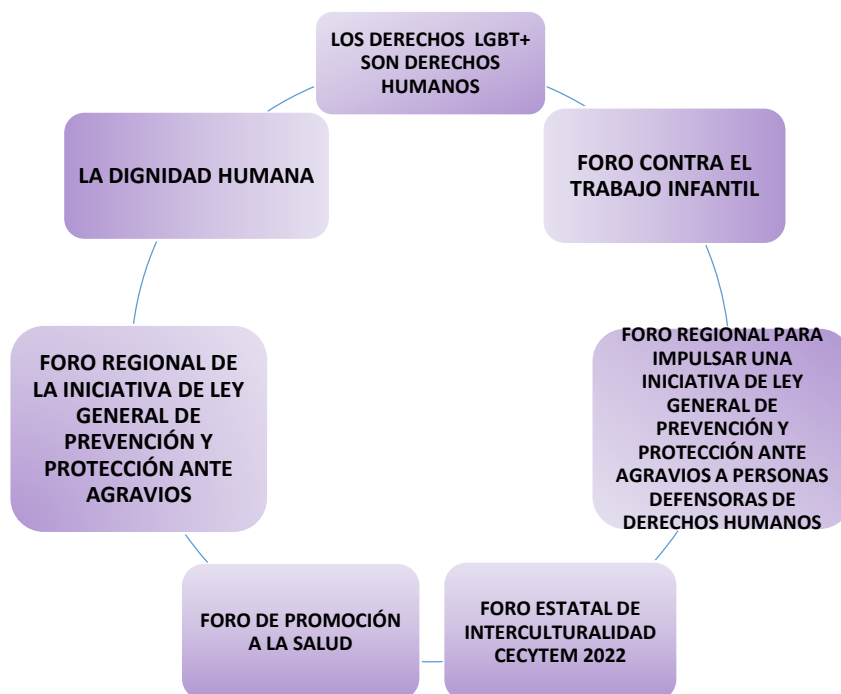 LOS DERECHOS LGBT+
SON DERECHOS
HUMANOS
FORO CONTRA EL
TRABAJO INFANTIL
FORO REGIONAL PARA
IMPULSAR UNA
INICIATIVA DE LEY
GENERAL DE
PREVENCIÓN Y
PROTECCIÓN ANTE
AGRAVIOS A PERSONAS
DEFENSORAS DE
DERECHOS HUMANOS
FORO ESTATAL DE
INTERCULTURALIDAD
CECYTEM 2022
FORO DE PROMOCIÓN
A LA SALUD
FORO REGIONAL DE
LA INICIATIVA DE LEY
GENERAL DE
PREVENCIÓN Y
PROTECCIÓN ANTE
AGRAVIOS
LA DIGNIDAD HUMANA